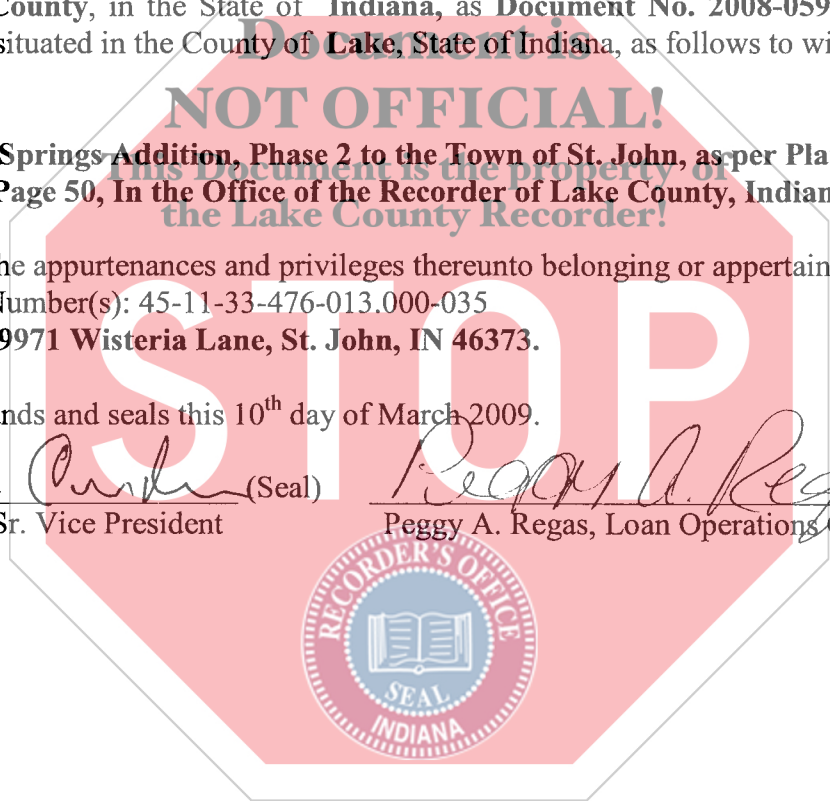 County, in the State of Indiana, as Document No. 2008-059
situated in the County of Lake, State of Indiana, as follows to wi
Document is
NOT OFFICIAL!
Springs Addition, Phase 2 to the Town of St. John, as per Pla
This Document is the property of
Page 50, In the Office of the Recorder of Lake County, Indian
the Lake County Recorder!
he appurtenances and privileges thereunto belonging or appertain
Number(s): 45-11-33-476-013.000-035
9971 Wisteria Lane, St. John, IN 46373.
STOP
nds and seals this 10th day of March 2009.
(Seal) Peggy A. Reg
Sr. Vice President Peggy A. Regas, Loan Operations
RECORDER'S OFFICE
SEAL
INDIANA